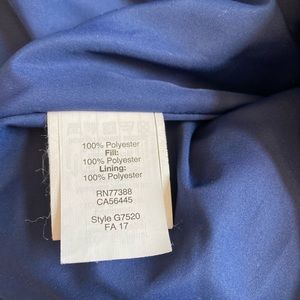 100% Polyester
Fill:
100% Polyester
Lining:
100% Polyester
RN77388
CA56445
Style G7520
FA 17